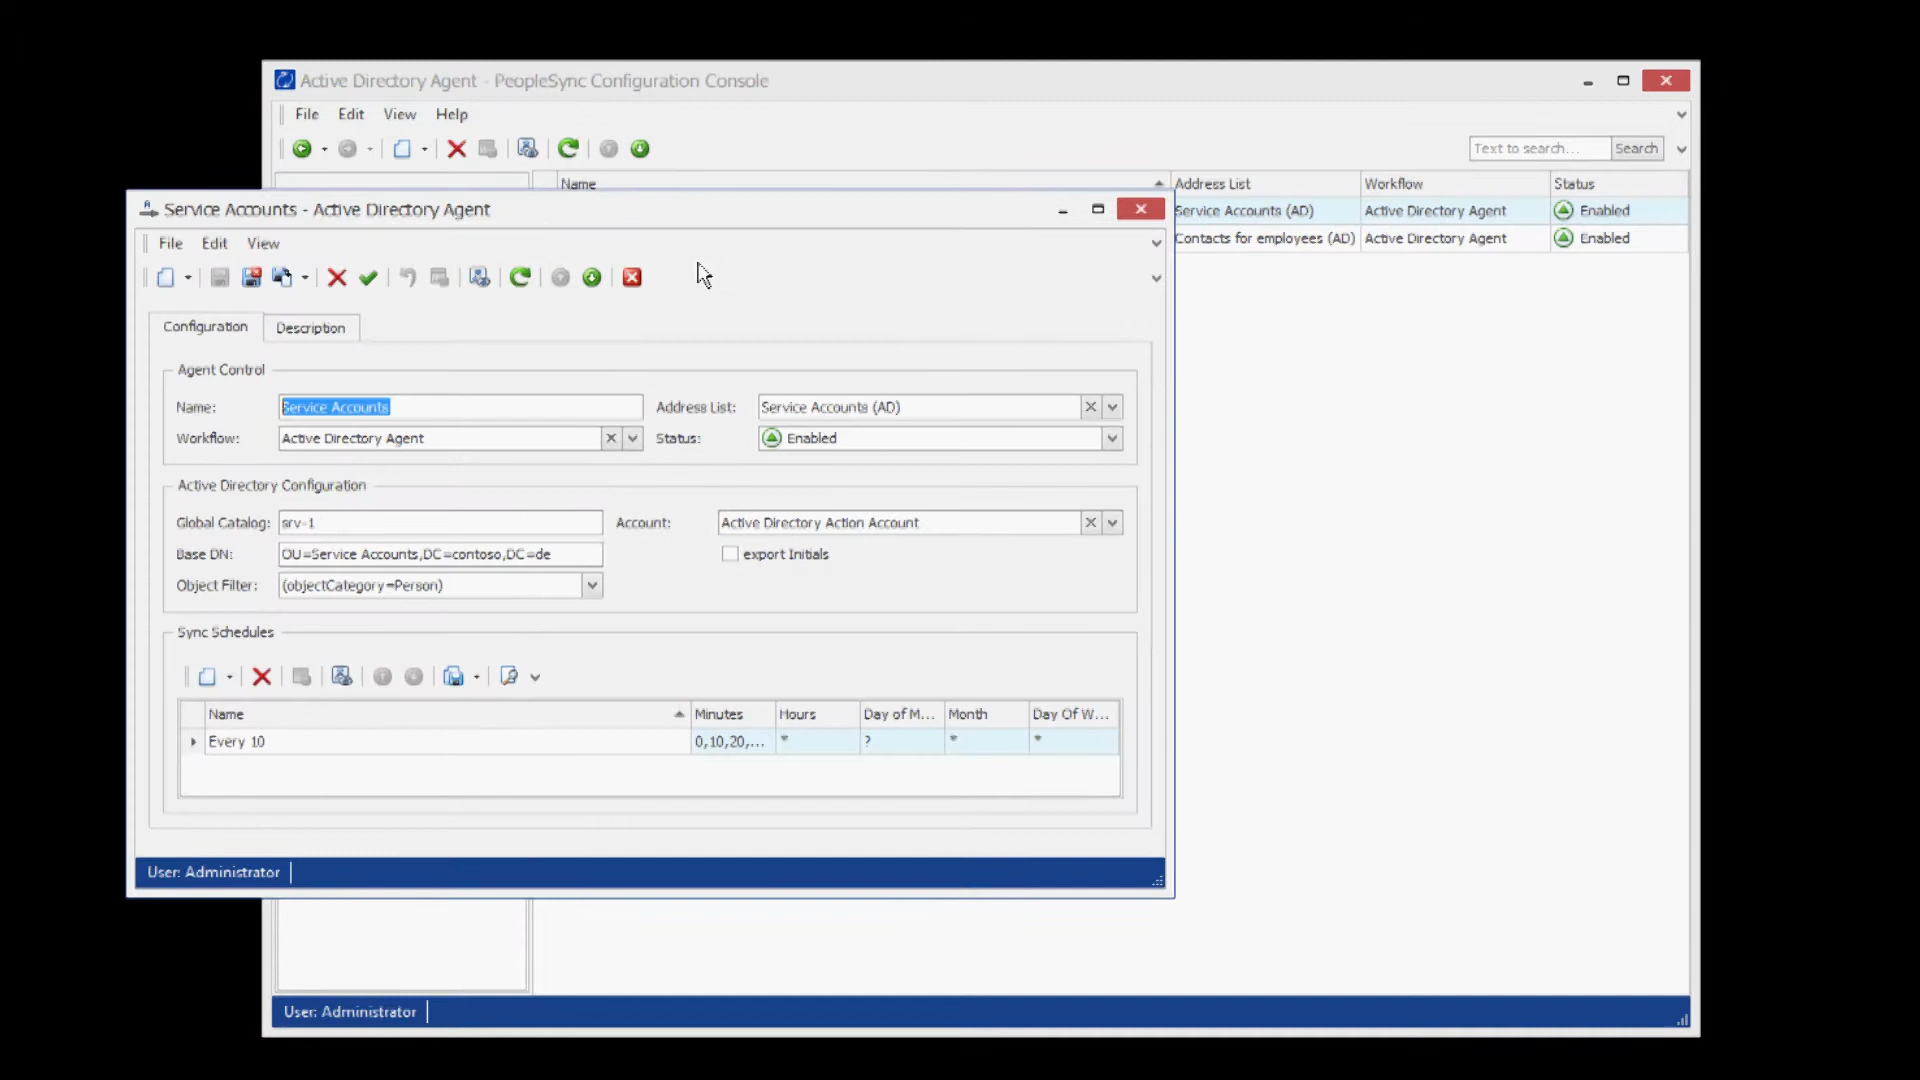 Active Directory Agent - PeopleSync Configuration Console
File Edit View Help
Text to search... Search
Name Address List Workflow Status
Service Accounts (AD) Active Directory Agent Enabled
Contacts for employees (AD) Active Directory Agent Enabled
Service Accounts - Active Directory Agent
File Edit View
Configuration Description
Agent Control
Name: Service Accounts Address List: Service Accounts (AD)
Workflow: Active Directory Agent Status: Enabled
Active Directory Configuration
Global Catalog: srv-1 Account: Active Directory Action Account
Base DN: OU=Service Accounts,DC=contoso,DC=de export Initials
Object Filter: (objectCategory=Person)
Sync Schedules
Name Minutes Hours Day of M... Month Day Of W...
Every 10 0,10,20,... * ? * *
User: Administrator
User: Administrator